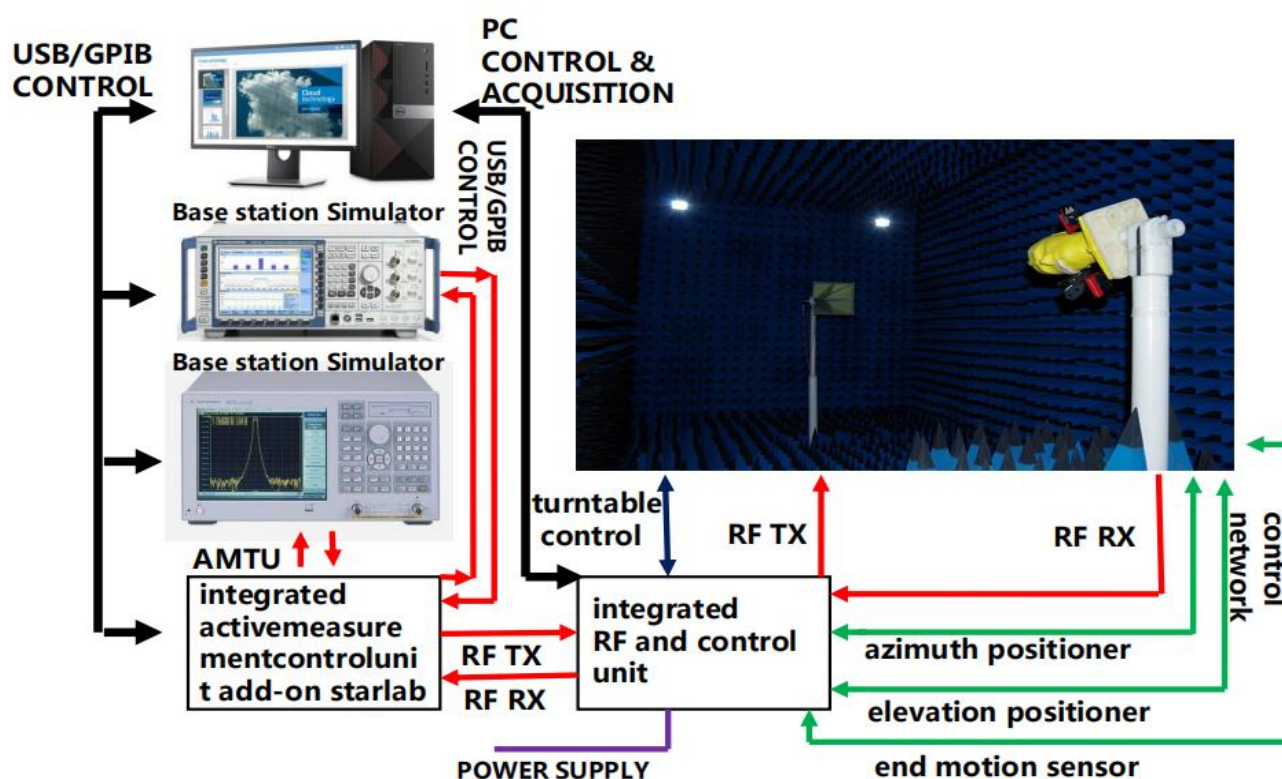 USB/GPIB
CONTROL
PC
CONTROL &
ACQUISITION
USB/GPIB
CONTROL
Cloud
technology
Base station Simulator
Base station Simulator
AMTU
integrated
activemeasure
mentcontroluni
t add-on starlab
RF TX
RF RX
turntable
control
RF TX
RF RX
control
network
integrated
RF and control
unit
azimuth positioner
elevation positioner
end motion sensor
POWER SUPPLY